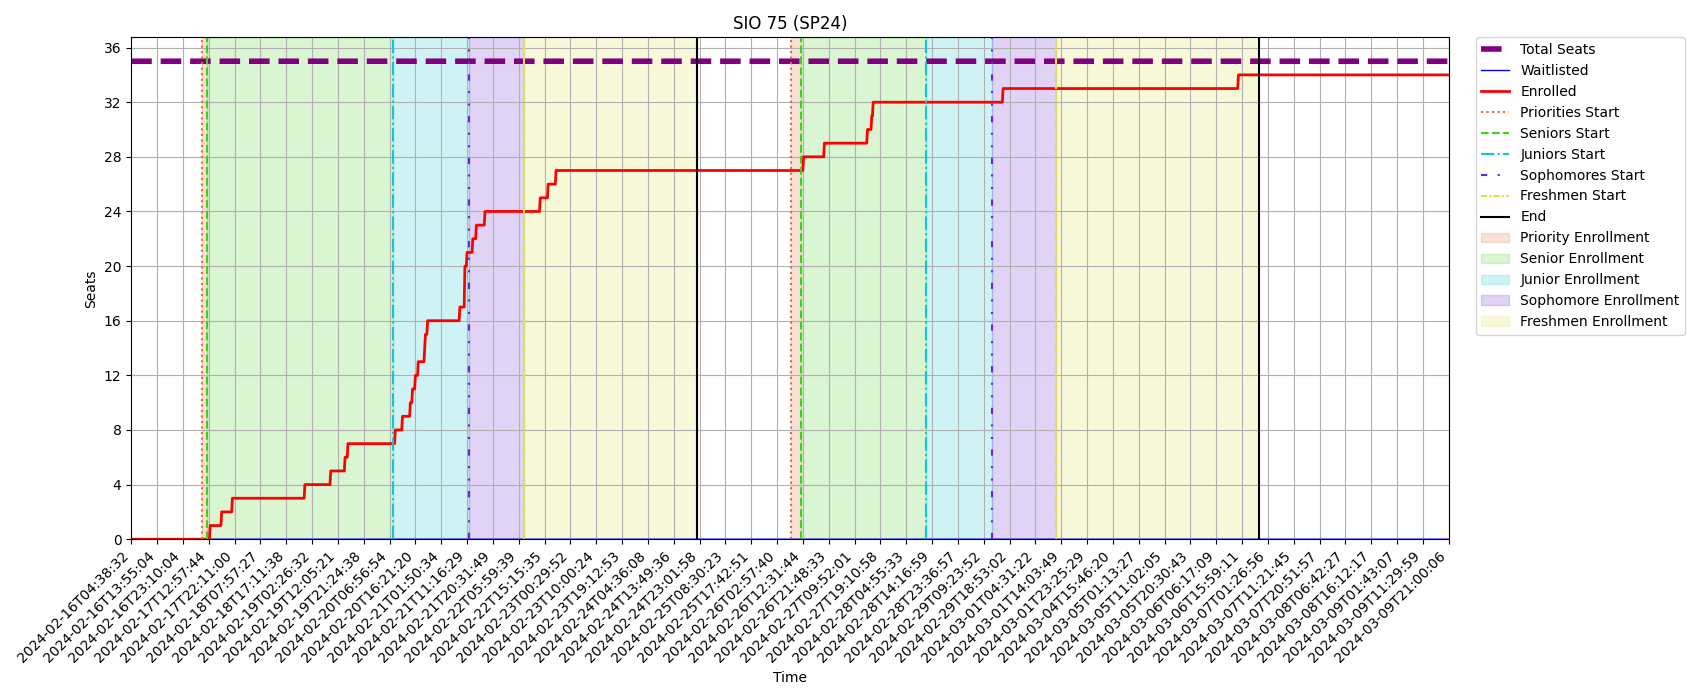 SIO 75 (SP24)
36
32
28
24
20
16
12
8
4
0
Seats
2024-02-16T04:38:32
2024-02-16T13:55:04
2024-02-16T23:10:04
2024-02-17T12:57:44
2024-02-17T22:11:00
2024-02-18T07:57:27
2024-02-18T17:11:38
2024-02-19T02:26:32
2024-02-19T12:05:21
2024-02-19T21:24:38
2024-02-20T06:56:54
2024-02-20T16:21:20
2024-02-21T01:50:34
2024-02-21T11:16:29
2024-02-21T20:31:49
2024-02-22T05:59:39
2024-02-22T15:15:35
2024-02-23T00:29:52
2024-02-23T10:00:24
2024-02-23T19:12:53
2024-02-24T04:36:08
2024-02-24T13:49:36
2024-02-24T23:01:58
2024-02-25T08:30:23
2024-02-25T17:42:51
2024-02-26T02:57:40
2024-02-26T12:31:44
2024-02-26T21:48:33
2024-02-27T09:52:01
2024-02-27T19:10:58
2024-02-28T04:55:33
2024-02-28T14:16:59
2024-02-28T23:36:57
2024-02-29T09:23:52
2024-02-29T18:53:02
2024-03-01T04:31:22
2024-03-01T14:03:49
2024-03-01T23:25:29
2024-03-04T15:46:20
2024-03-05T01:13:27
2024-03-05T11:02:05
2024-03-05T20:30:43
2024-03-06T06:17:09
2024-03-06T15:59:11
2024-03-07T01:26:56
2024-03-07T11:21:45
2024-03-07T20:51:57
2024-03-08T06:42:27
2024-03-08T16:12:17
2024-03-09T01:43:07
2024-03-09T11:29:59
2024-03-09T21:00:06
Time
Total Seats
Waitlisted
Enrolled
Priorities Start
Seniors Start
Juniors Start
Sophomores Start
Freshmen Start
End
Priority Enrollment
Senior Enrollment
Junior Enrollment
Sophomore Enrollment
Freshmen Enrollment